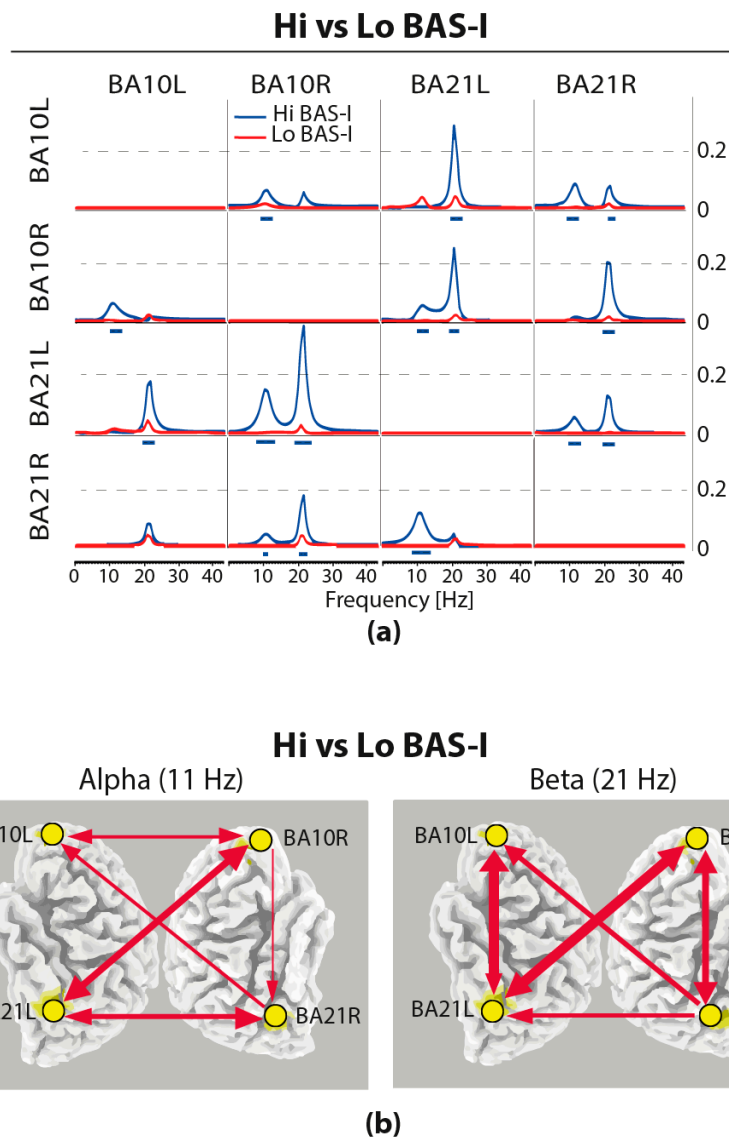 Hi vs Lo BAS-I
BA10L BA10R BA21L BA21R
BA10L
Hi BAS-I
Lo BAS-I
0.2
0
BA10R
0.2
0
BA21L
0.2
0
BA21R
0.2
0
0 10 20 30 40 10 20 30 40 10 20 30 40 10 20 30 40
Frequency [Hz]
(a)
Hi vs Lo BAS-I
Alpha (11 Hz) Beta (21 Hz)
10L BA10R BA10L B
21L BA21R BA21L
(b)